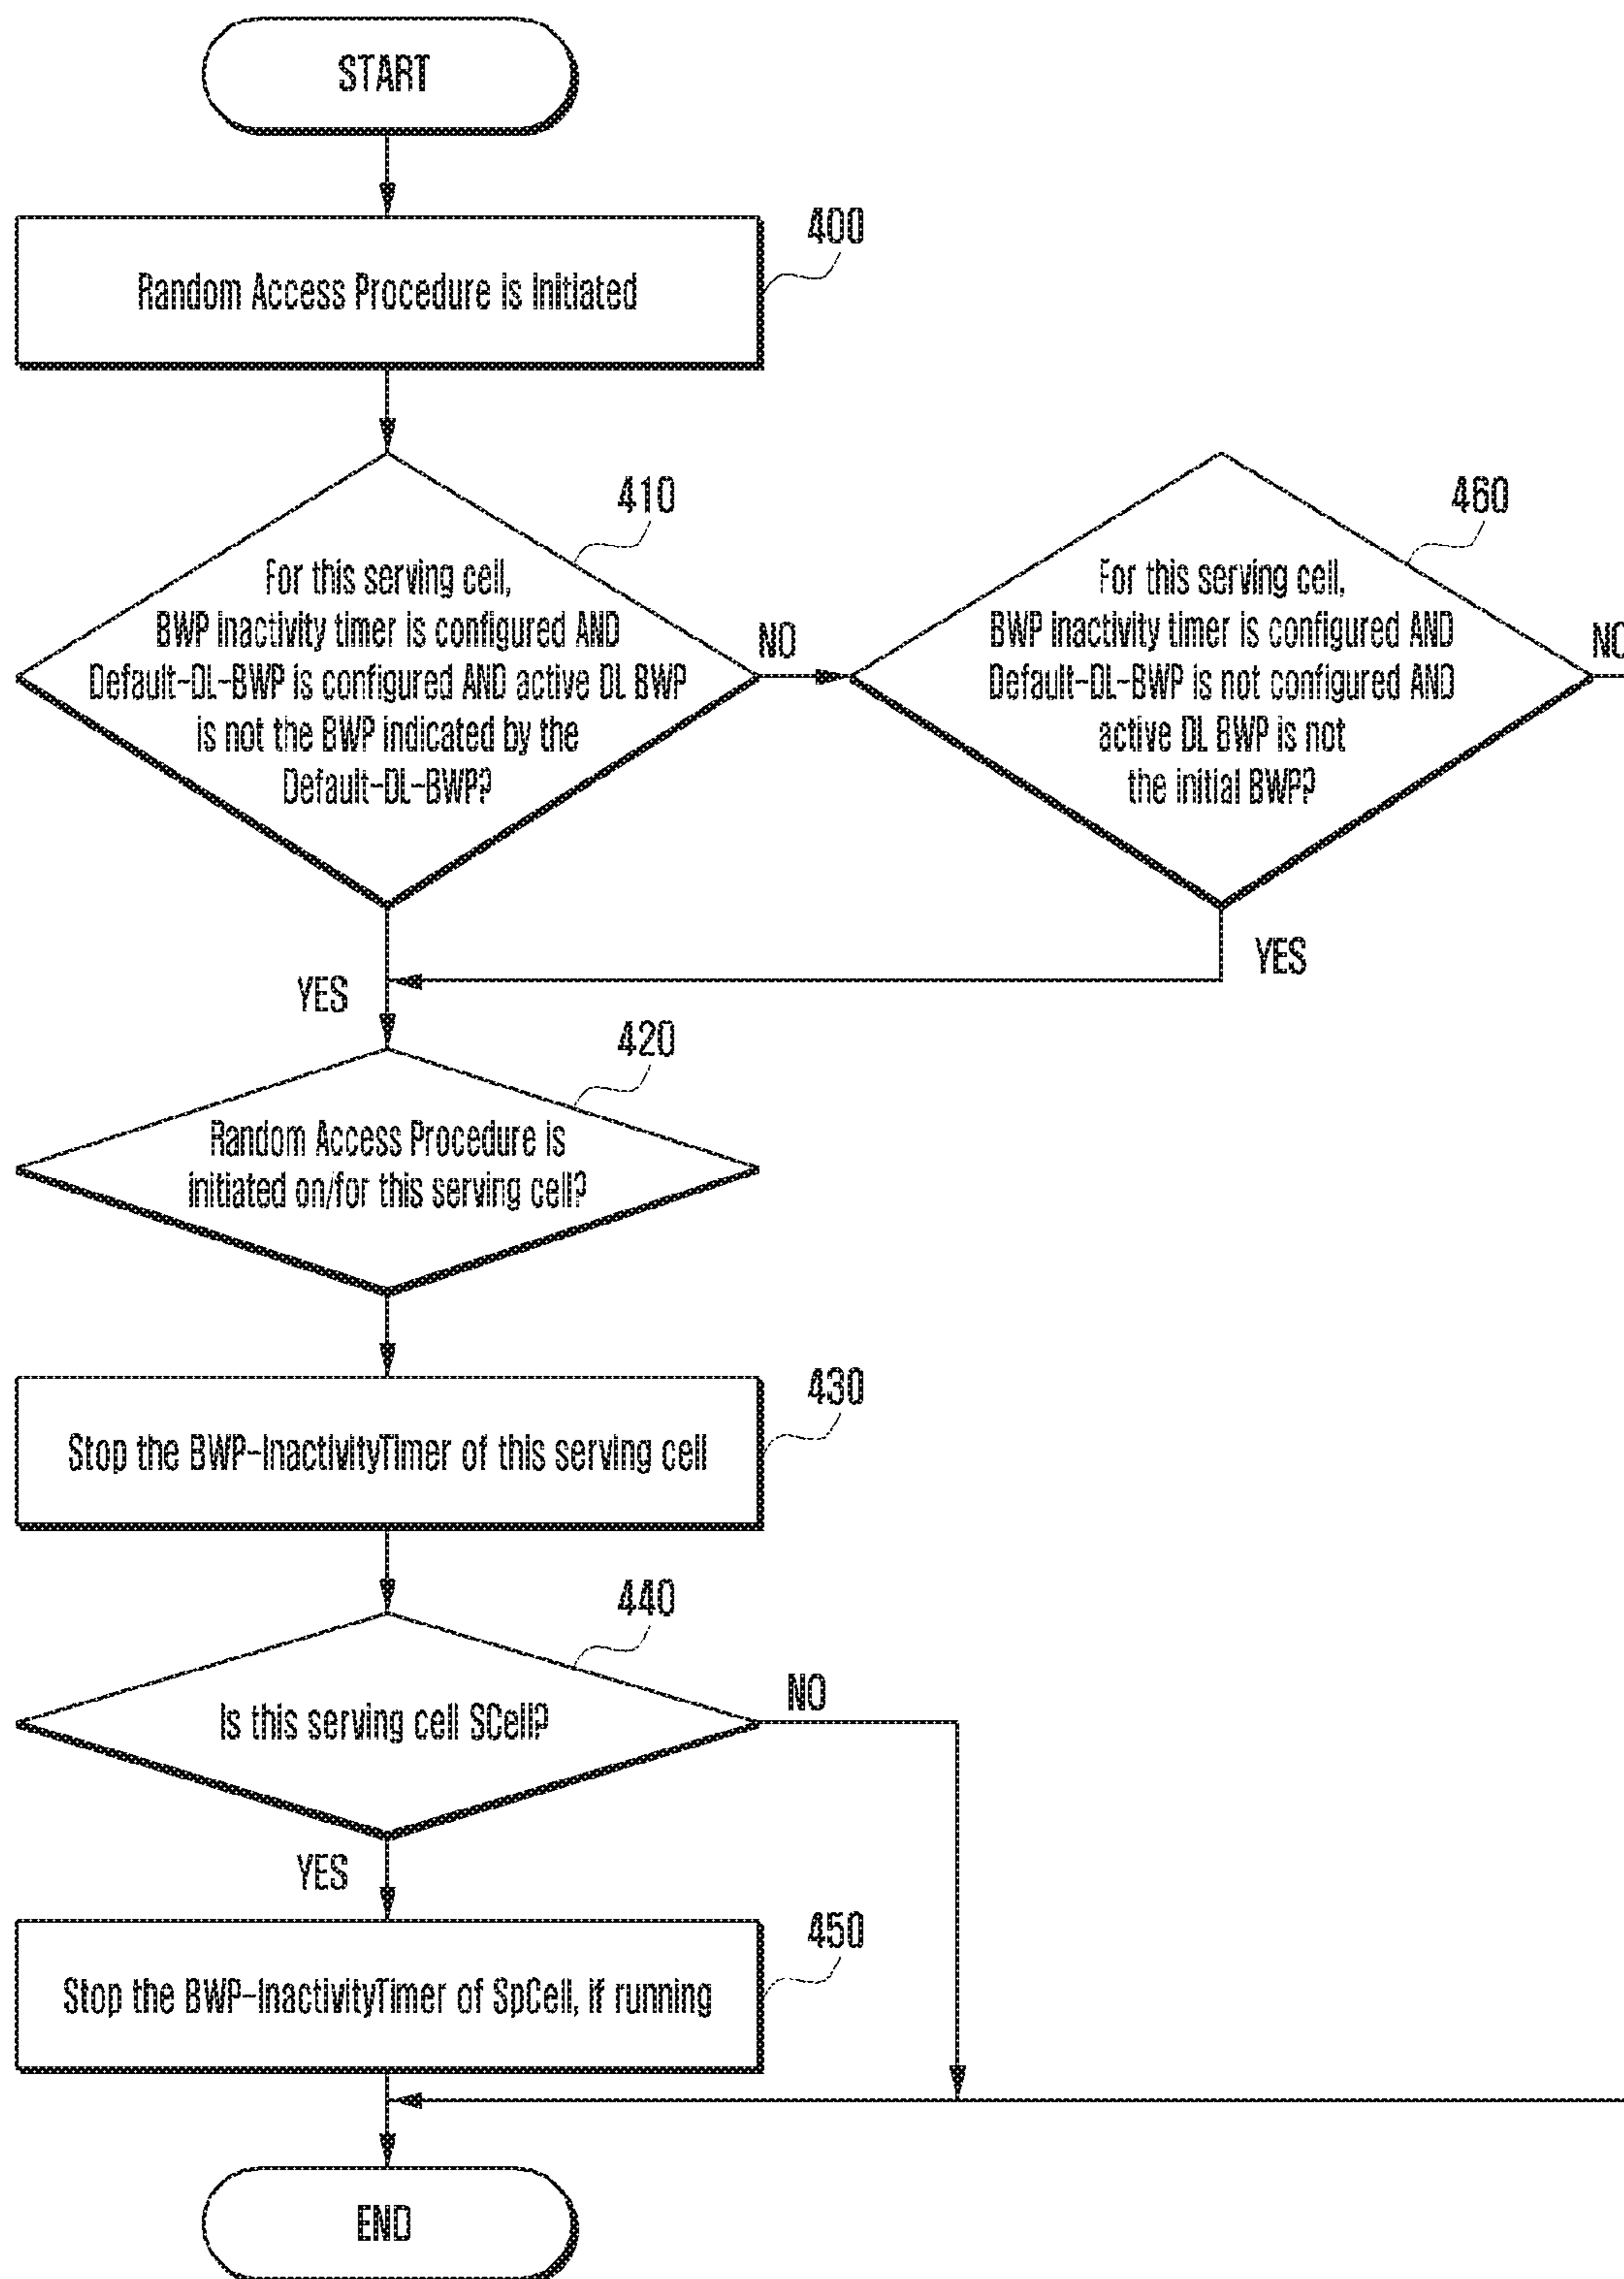 START
400
Random Access Procedure is initiated
410
For this serving cell,
BWP inactivity timer is configured AND
Default-DL-BWP is configured AND active DL BWP
is not the BWP indicated by the
Default-DL-BWP?
NO
460
For this serving cell,
BWP inactivity timer is configured AND
Default-DL-BWP is not configured AND
active DL BWP is not
the initial BWP?
NO
YES
YES
420
Random Access Procedure is
initiated on/for this serving cell?
430
Stop the BWP-InactivityTimer of this serving cell
440
Is this serving cell SCell?
NO
YES
450
Stop the BWP-InactivityTimer of SpCell, if running
END